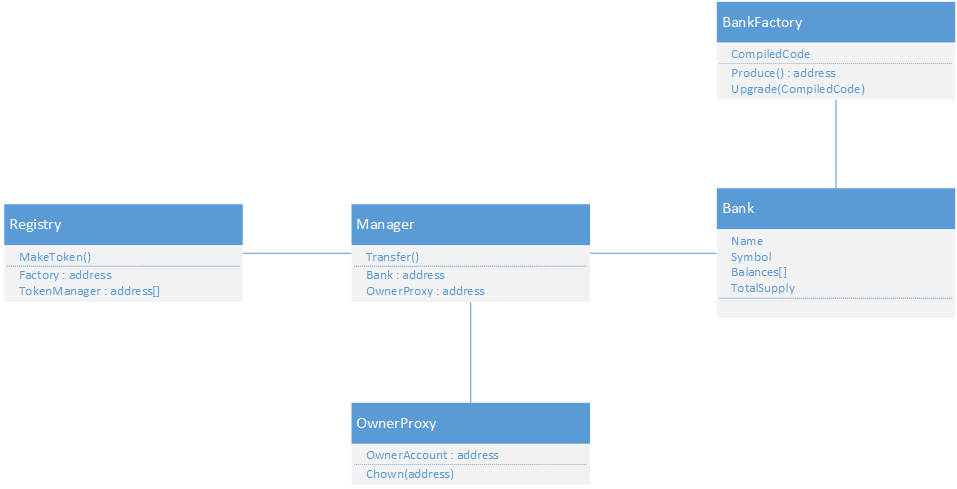 BankFactory
CompiledCode
Produce() : address
Upgrade(CompiledCode)
Registry
MakeToken()
Factory : address
TokenManager : address[]
Manager
Transfer()
Bank : address
OwnerProxy : address
Bank
Name
Symbol
Balances[]
TotalSupply
OwnerProxy
OwnerAccount : address
Chown(address)